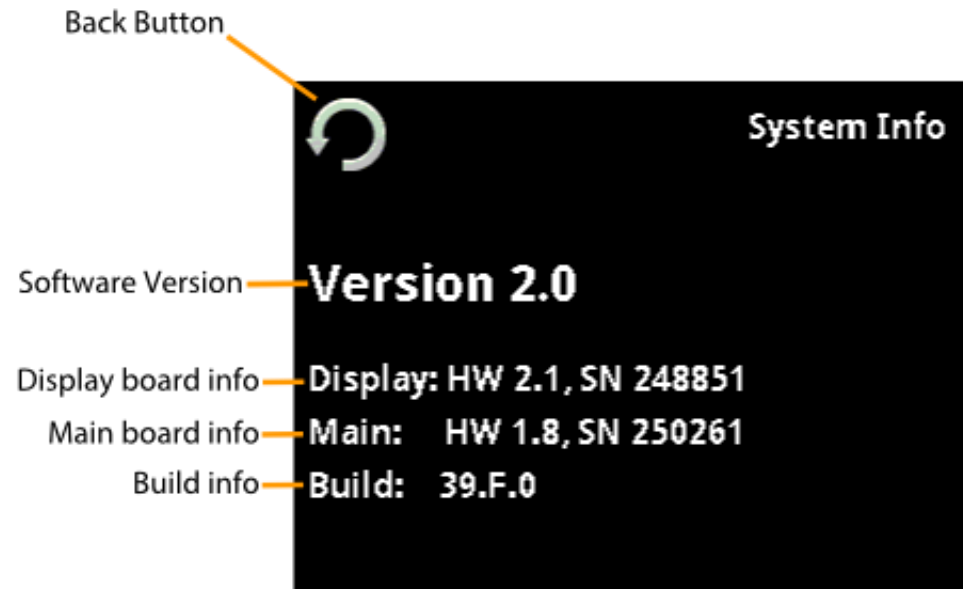 Back Button
System Info
Software Version
Version 2.0
Display board info
Display: HW 2.1, SN 248851
Main board info
Main: HW 1.8, SN 250261
Build info
Build: 39.F.0